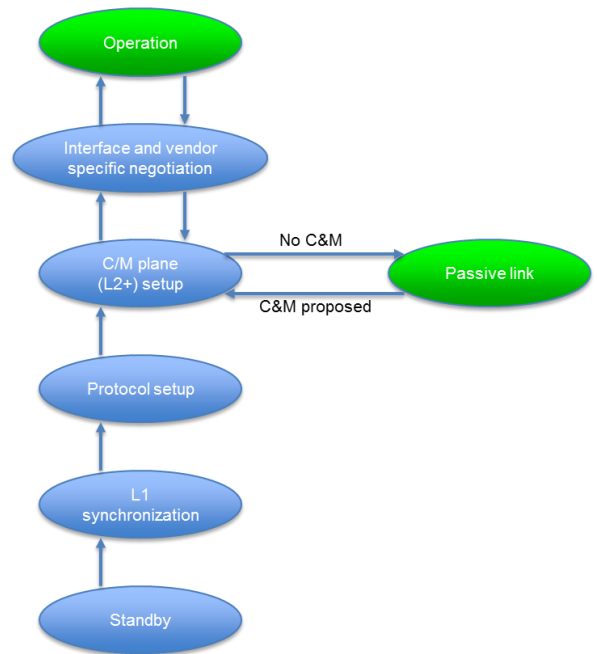 Operation
Interface and vendor
specific negotiation
No C&M
C/M plane
(L2+) setup
Passive link
C&M proposed
Protocol setup
L1
synchronization
Standby